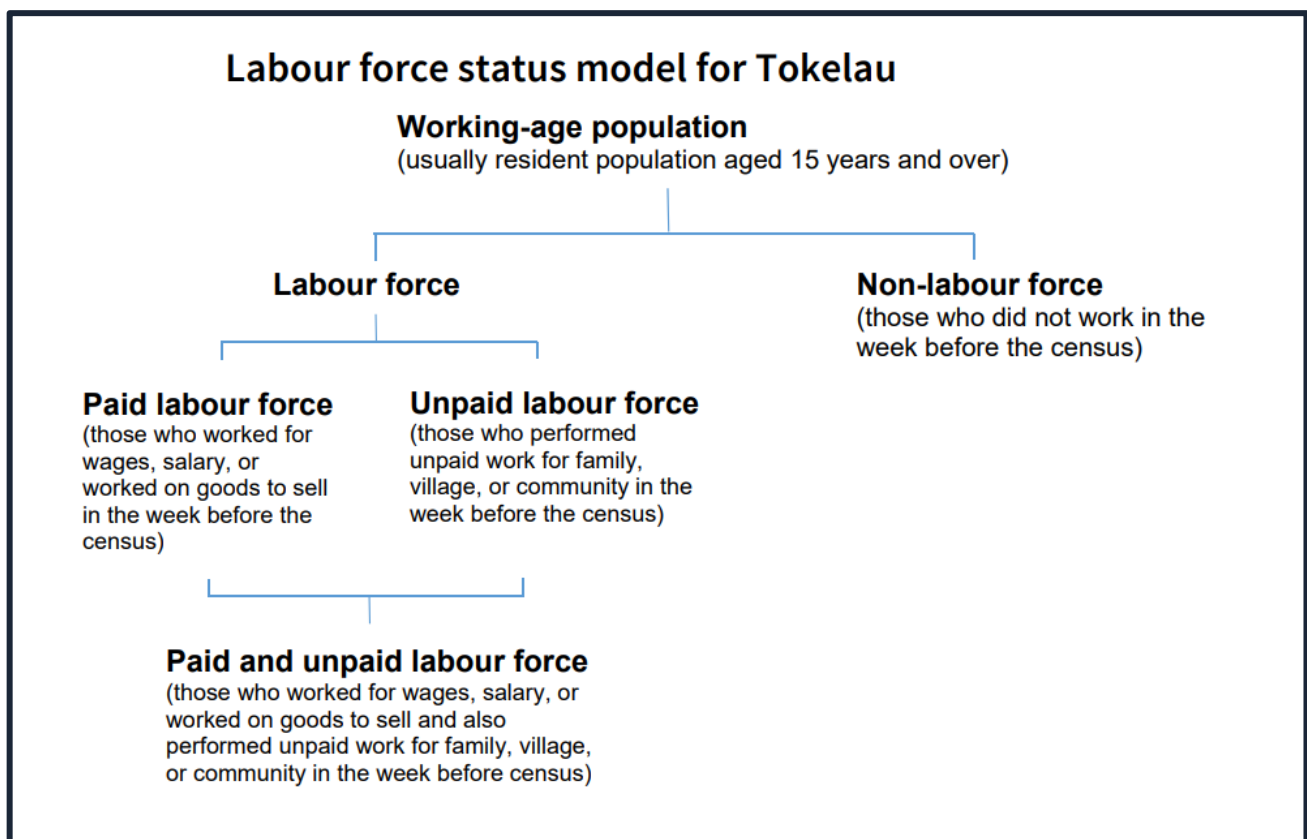 Labour force status model for Tokelau
Working-age population
(usually resident population aged 15 years and over)
Labour force
Non-labour force
(those who did not work in the
week before the census)
Paid labour force
(those who worked for
wages, salary, or
worked on goods to sell
in the week before the
census)
Unpaid labour force
(those who performed
unpaid work for family,
village, or community in the
week before the census)
Paid and unpaid labour force
(those who worked for wages, salary, or
worked on goods to sell and also
performed unpaid work for family, village,
or community in the week before census)